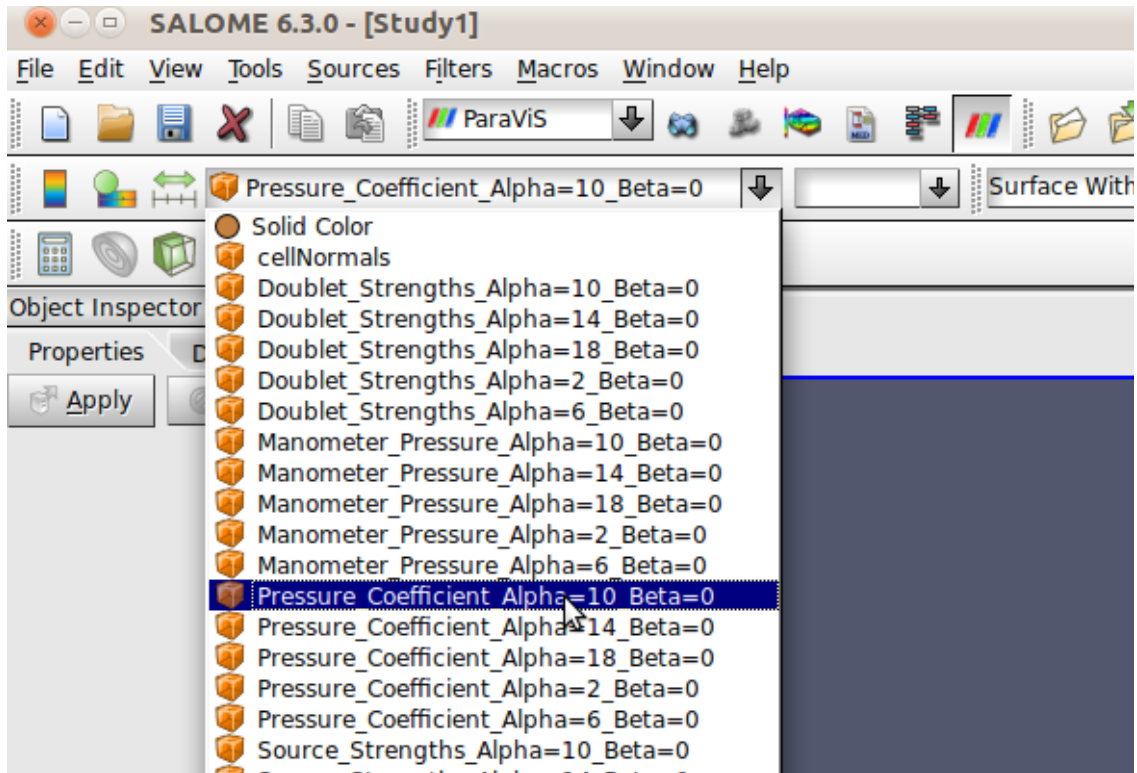 SALOME 6.3.0 - [Study1]
File Edit View Tools Sources Filters Macros Window Help
ParaViS
MED
Pressure_Coefficient_Alpha=10_Beta=0
Surface With
Solid Color
cellNormals
Doublet_Strengths_Alpha=10_Beta=0
Object Inspector
Doublet_Strengths_Alpha=14_Beta=0
Properties D
Doublet_Strengths_Alpha=18_Beta=0
Doublet_Strengths_Alpha=2_Beta=0
Apply
Doublet_Strengths_Alpha=6_Beta=0
Manometer_Pressure_Alpha=10_Beta=0
Manometer_Pressure_Alpha=14_Beta=0
Manometer_Pressure_Alpha=18_Beta=0
Manometer_Pressure_Alpha=2_Beta=0
Manometer_Pressure_Alpha=6_Beta=0
Pressure_Coefficient_Alpha=10_Beta=0
Pressure_Coefficient_Alpha=14_Beta=0
Pressure_Coefficient_Alpha=18_Beta=0
Pressure_Coefficient_Alpha=2_Beta=0
Pressure_Coefficient_Alpha=6_Beta=0
Source_Strengths_Alpha=10_Beta=0